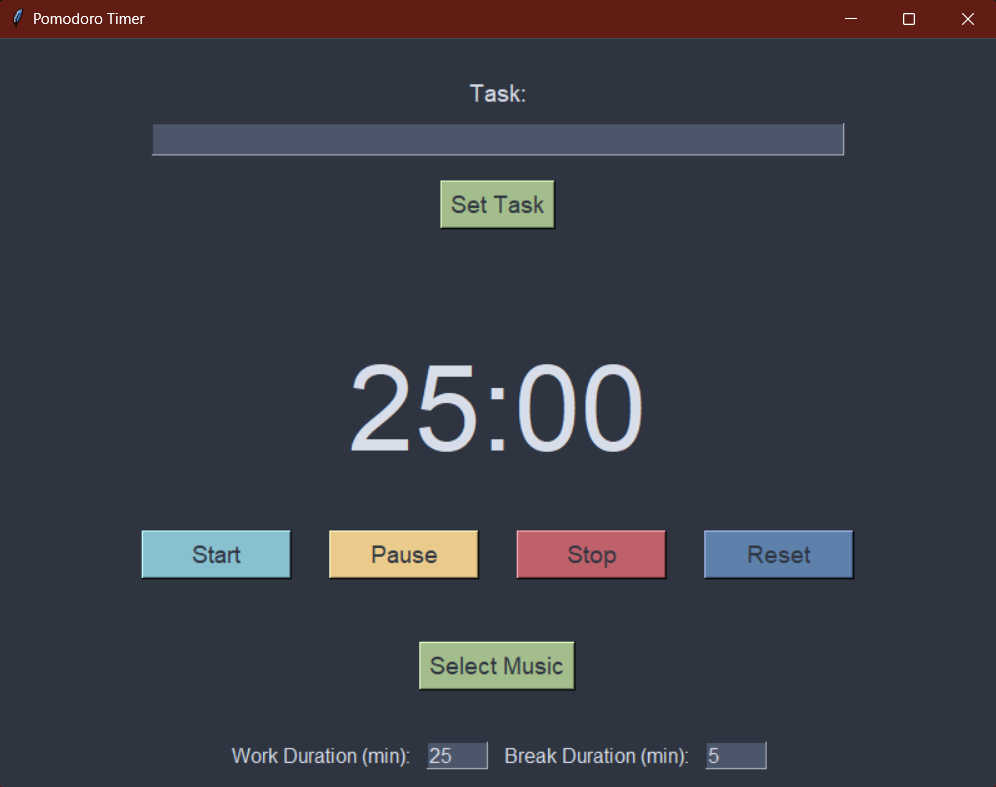 Pomodoro Timer
Task:
Set Task
25:00
Start Pause Stop Reset
Select Music
Work Duration (min): 25 Break Duration (min): 5